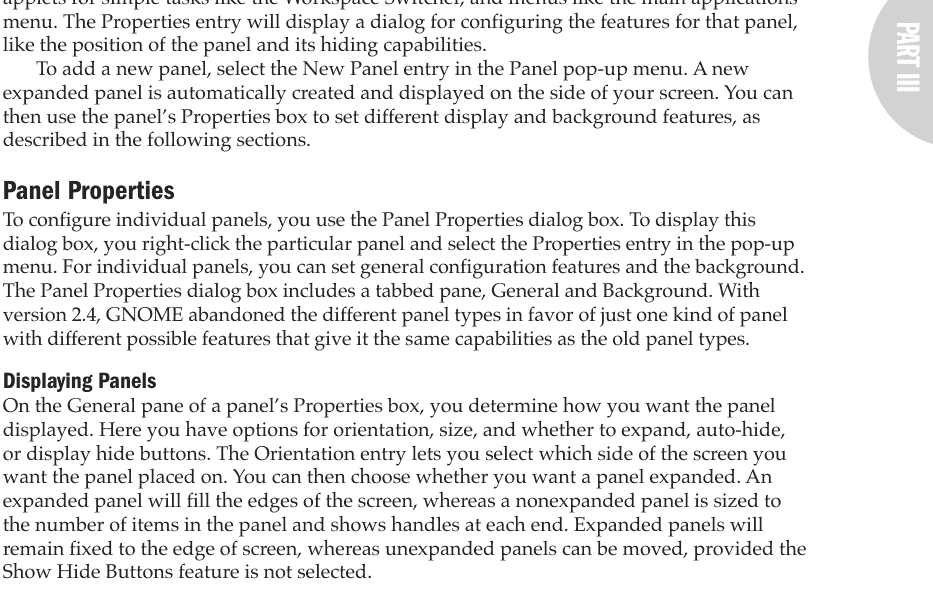 applets for simple tasks like the Workspace Switcher, and menus like the main applications
menu. The Properties entry will display a dialog for configuring the features for that panel,
like the position of the panel and its hiding capabilities.
To add a new panel, select the New Panel entry in the Panel pop-up menu. A new
expanded panel is automatically created and displayed on the side of your screen. You can
then use the panel's Properties box to set different display and background features, as
described in the following sections.
Panel Properties
To configure individual panels, you use the Panel Properties dialog box. To display this
dialog box, you right-click the particular panel and select the Properties entry in the pop-up
menu. For individual panels, you can set general configuration features and the background.
The Panel Properties dialog box includes a tabbed pane, General and Background. With
version 2.4, GNOME abandoned the different panel types in favor of just one kind of panel
with different possible features that give it the same capabilities as the old panel types.
Displaying Panels
On the General pane of a panel's Properties box, you determine how you want the panel
displayed. Here you have options for orientation, size, and whether to expand, auto-hide,
or display hide buttons. The Orientation entry lets you select which side of the screen you
want the panel placed on. You can then choose whether you want a panel expanded. An
expanded panel will fill the edges of the screen, whereas a nonexpanded panel is sized to
the number of items in the panel and shows handles at each end. Expanded panels will
remain fixed to the edge of screen, whereas unexpanded panels can be moved, provided the
Show Hide Buttons feature is not selected.
PART III